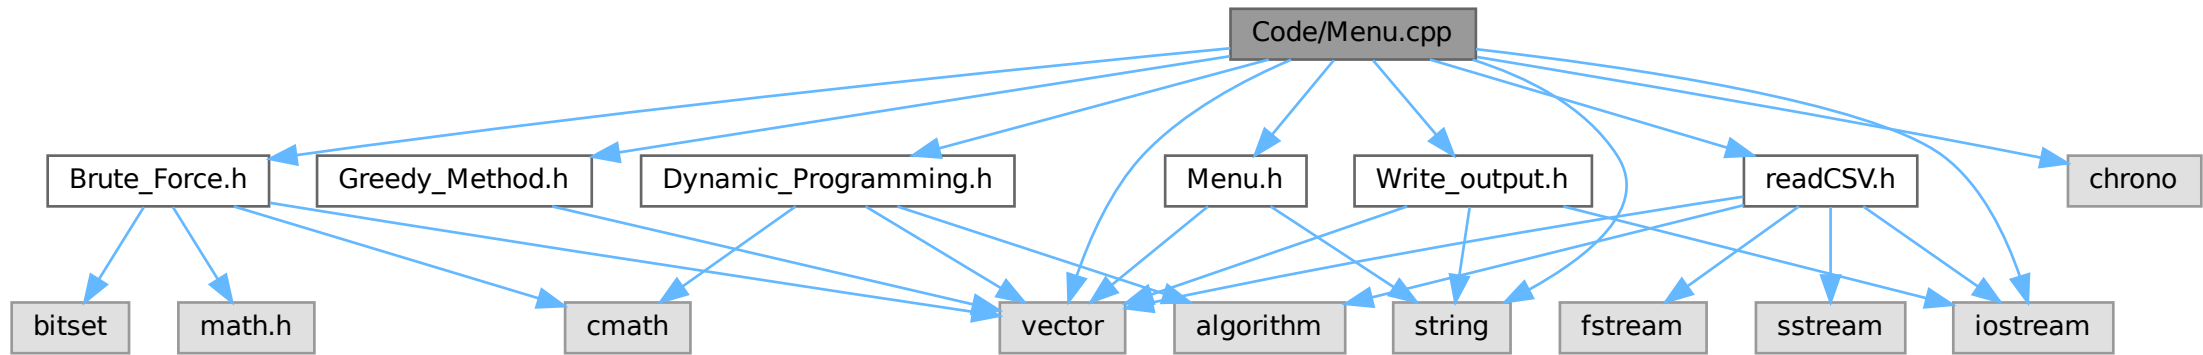 Code/Menu.cpp
Brute_Force.h
Greedy_Method.h
Dynamic_Programming.h
Menu.h
Write_output.h
readCSV.h
chrono
bitset
math.h
cmath
vector
algorithm
string
fstream
sstream
iostream